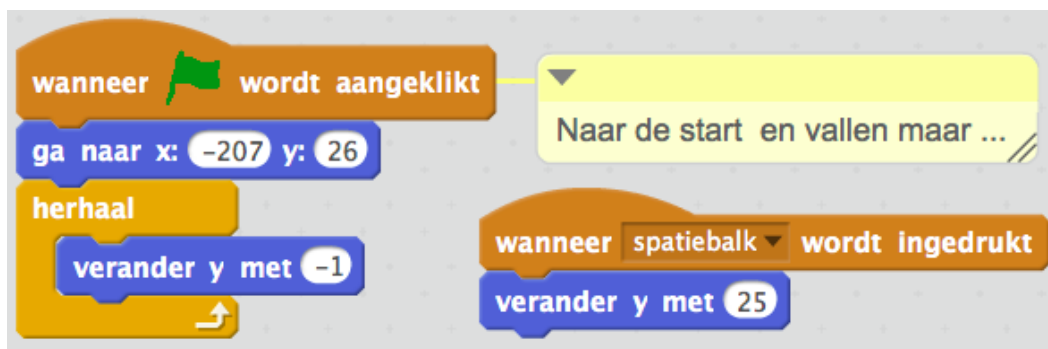 wanneer wordt aangeklikt
Naar de start en vallen maar ...
ga naar x: -207 y: 26
herhaal
verander y met -1
wanneer spatiebalk wordt ingedrukt
verander y met 25